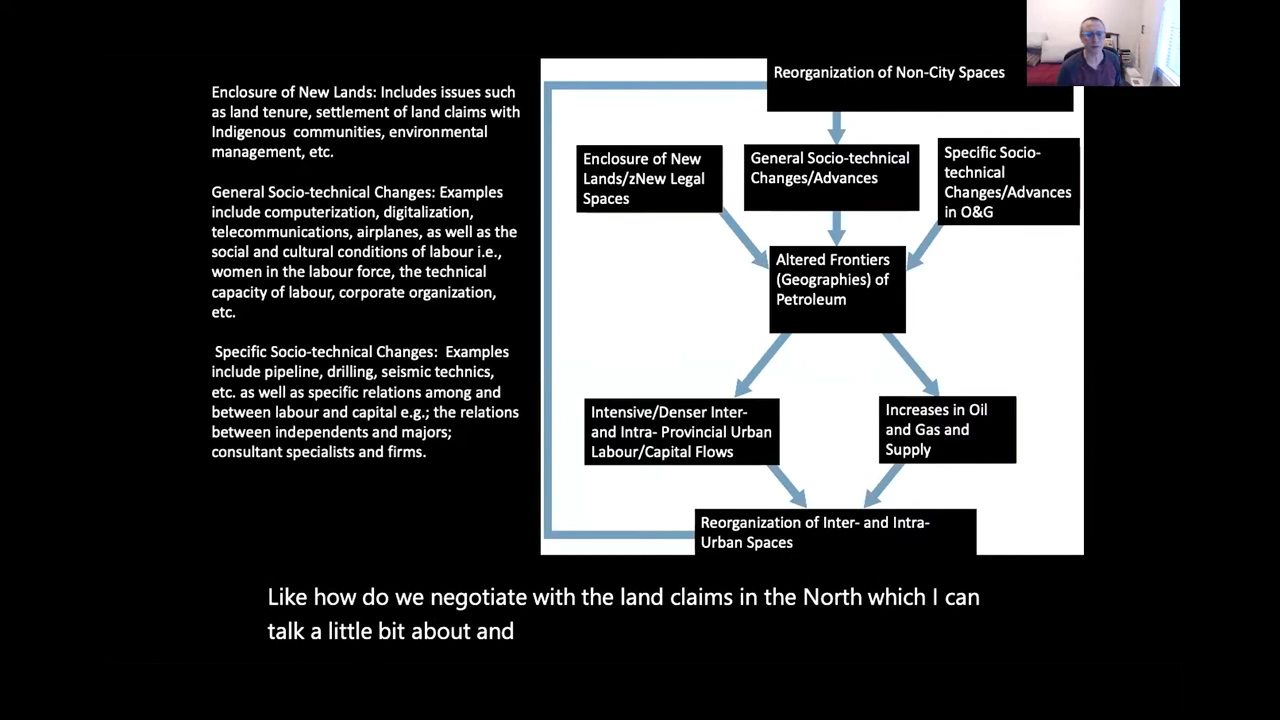 Enclosure of New Lands: Includes issues such
as land tenure, settlement of land claims with
Indigenous communities, environmental
management, etc.
General Socio-technical Changes: Examples
include computerization, digitalization,
telecommunications, airplanes, as well as the
social and cultural conditions of labour i.e.,
women in the labour force, the technical
capacity of labour, corporate organization,
etc.
Specific Socio-technical Changes: Examples
include pipeline, drilling, seismic technics,
etc. as well as specific relations among and
between labour and capital e.g.; the relations
between independents and majors;
consultant specialists and firms.
Reorganization of Non-City Spaces
Enclosure of New
Lands/zNew Legal
Spaces
General Socio-technical
Changes/Advances
Specific Socio-
technical
Changes/Advances
in O&G
Altered Frontiers
(Geographies) of
Petroleum
Intensive/Denser Inter-
and Intra- Provincial Urban
Labour/Capital Flows
Increases in Oil
and Gas and
Supply
Reorganization of Inter- and Intra-
Urban Spaces
Like how do we negotiate with the land claims in the North which I can
talk a little bit about and